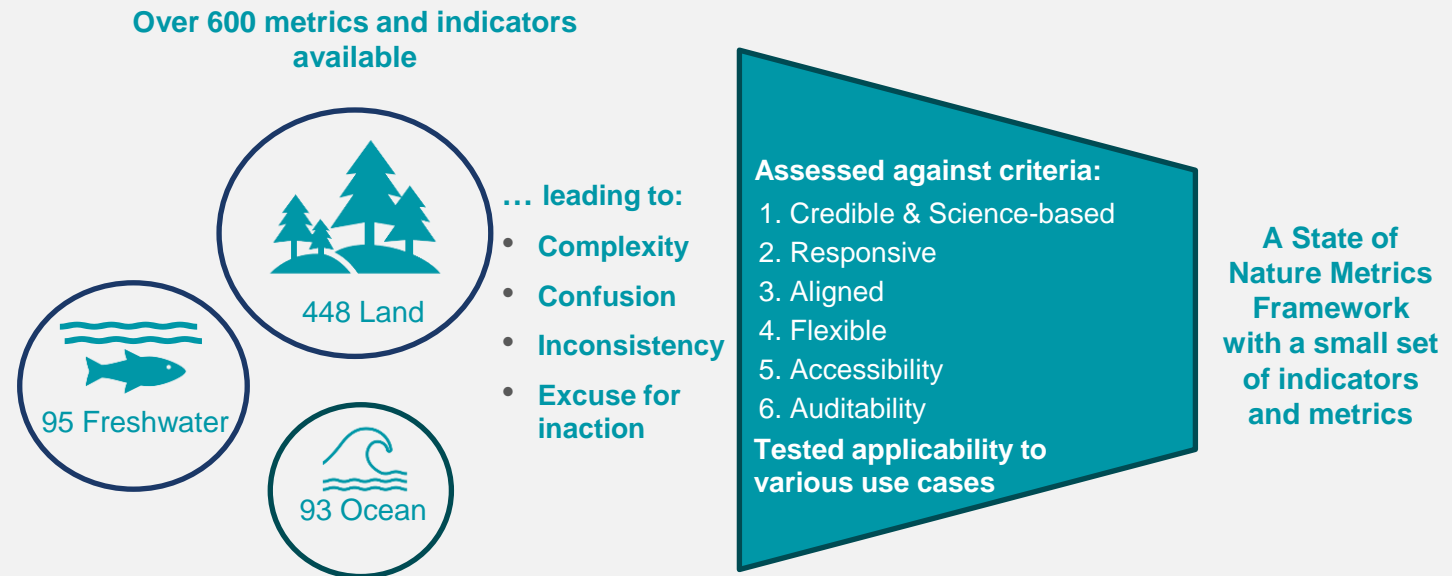 Over 600 metrics and indicators
available
448 Land
95 Freshwater
93 Ocean
… leading to:
• Complexity
• Confusion
• Inconsistency
• Excuse for
inaction
Assessed against criteria:
1. Credible & Science-based
2. Responsive
3. Aligned
4. Flexible
5. Accessibility
6. Auditability
Tested applicability to
various use cases
A State of
Nature Metrics
Framework
with a small set
of indicators
and metrics